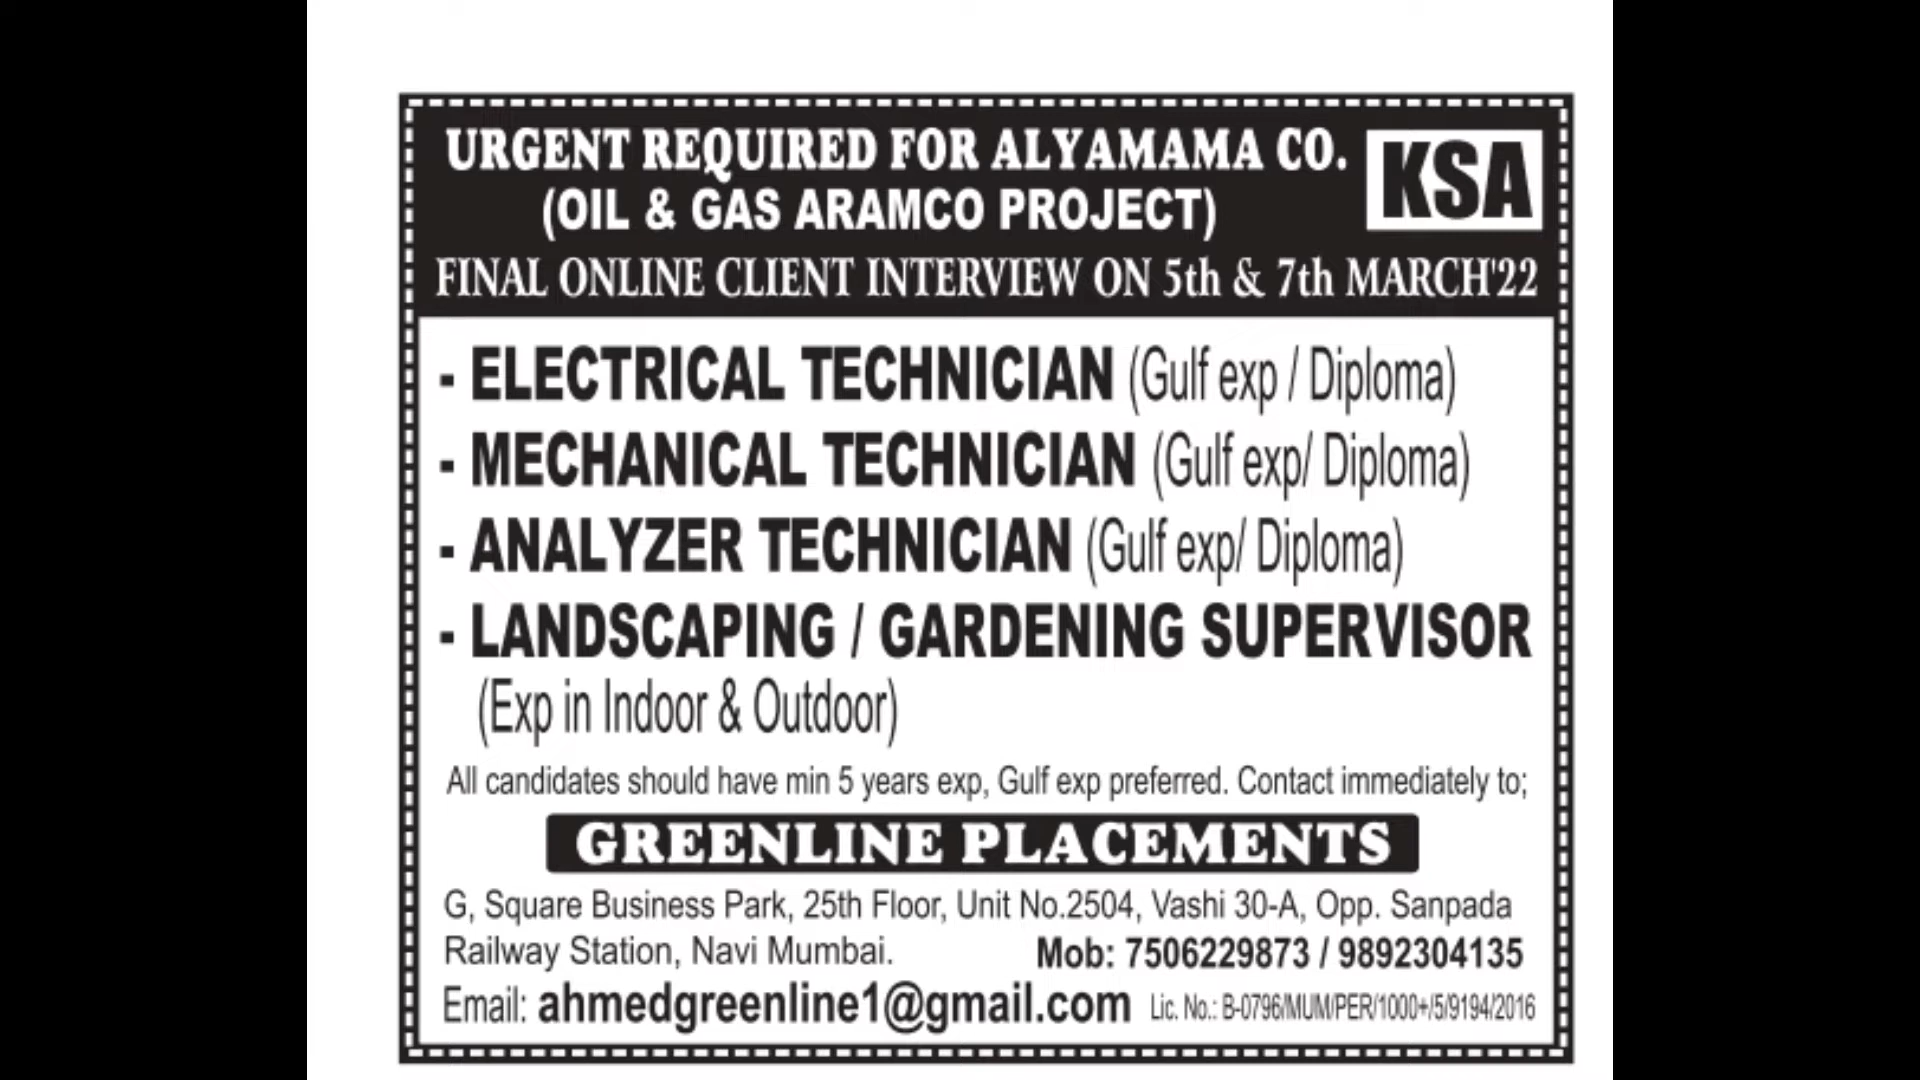 URGENT REQUIRED FOR ALYAMAMA CO.
(OIL & GAS ARAMCO PROJECT)
KSA
FINAL ONLINE CLIENT INTERVIEW ON 5th & 7th MARCH'22
- ELECTRICAL TECHNICIAN (Gulf exp / Diploma)
- MECHANICAL TECHNICIAN (Gulf exp/ Diploma)
- ANALYZER TECHNICIAN (Gulf exp/ Diploma)
- LANDSCAPING / GARDENING SUPERVISOR
(Exp in Indoor & Outdoor)
All candidates should have min 5 years exp, Gulf exp preferred. Contact immediately to;
GREENLINE PLACEMENTS
G, Square Business Park, 25th Floor, Unit No.2504, Vashi 30-A, Opp. Sanpada
Railway Station, Navi Mumbai. Mob: 7506229873 / 9892304135
Email: ahmedgreenline1@gmail.com Lic. No.: B-0796/MUM/PER/1000+/5/9194/2016